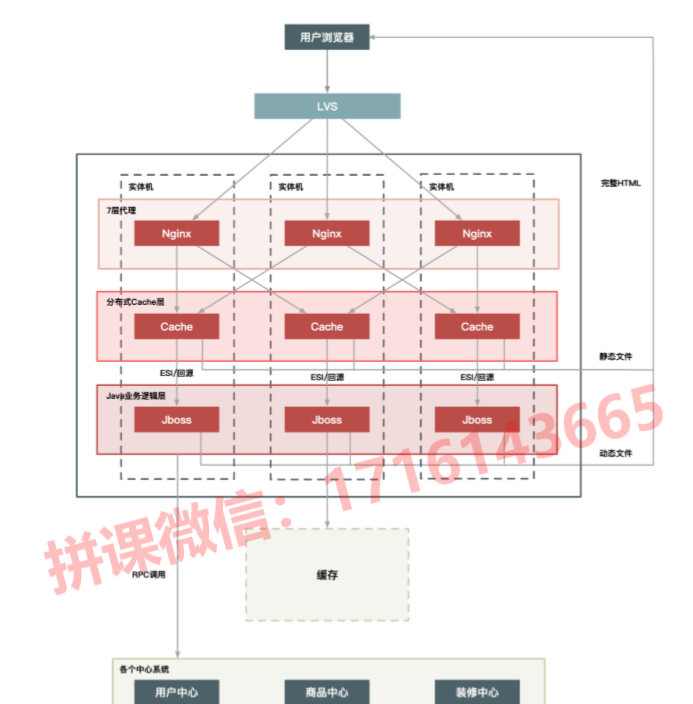 用户浏览器
LVS
完整HTML
实体机
实体机
实体机
7层代理
Nginx
Nginx
Nginx
分布式Cache层
Cache
Cache
Cache
静态文件
ESI/回源
ESI/回源
ESI/回源
Java业务逻辑层
Jboss
Jboss
Jboss
动态文件
拼课微信：1716143665
RPC调用
缓存
各个中心系统
用户中心
商品中心
装修中心